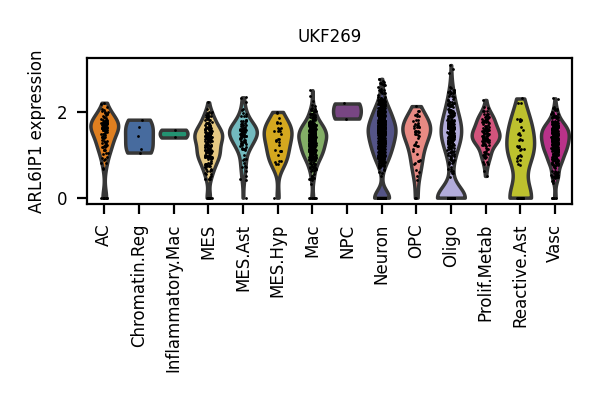 UKF269
ARL6IP1 expression
2
0
AC
Chromatin.Reg
Inflammatory.Mac
MES
MES.Ast
MES.Hyp
Mac
NPC
Neuron
OPC
Oligo
Prolif.Metab
Reactive.Ast
Vasc